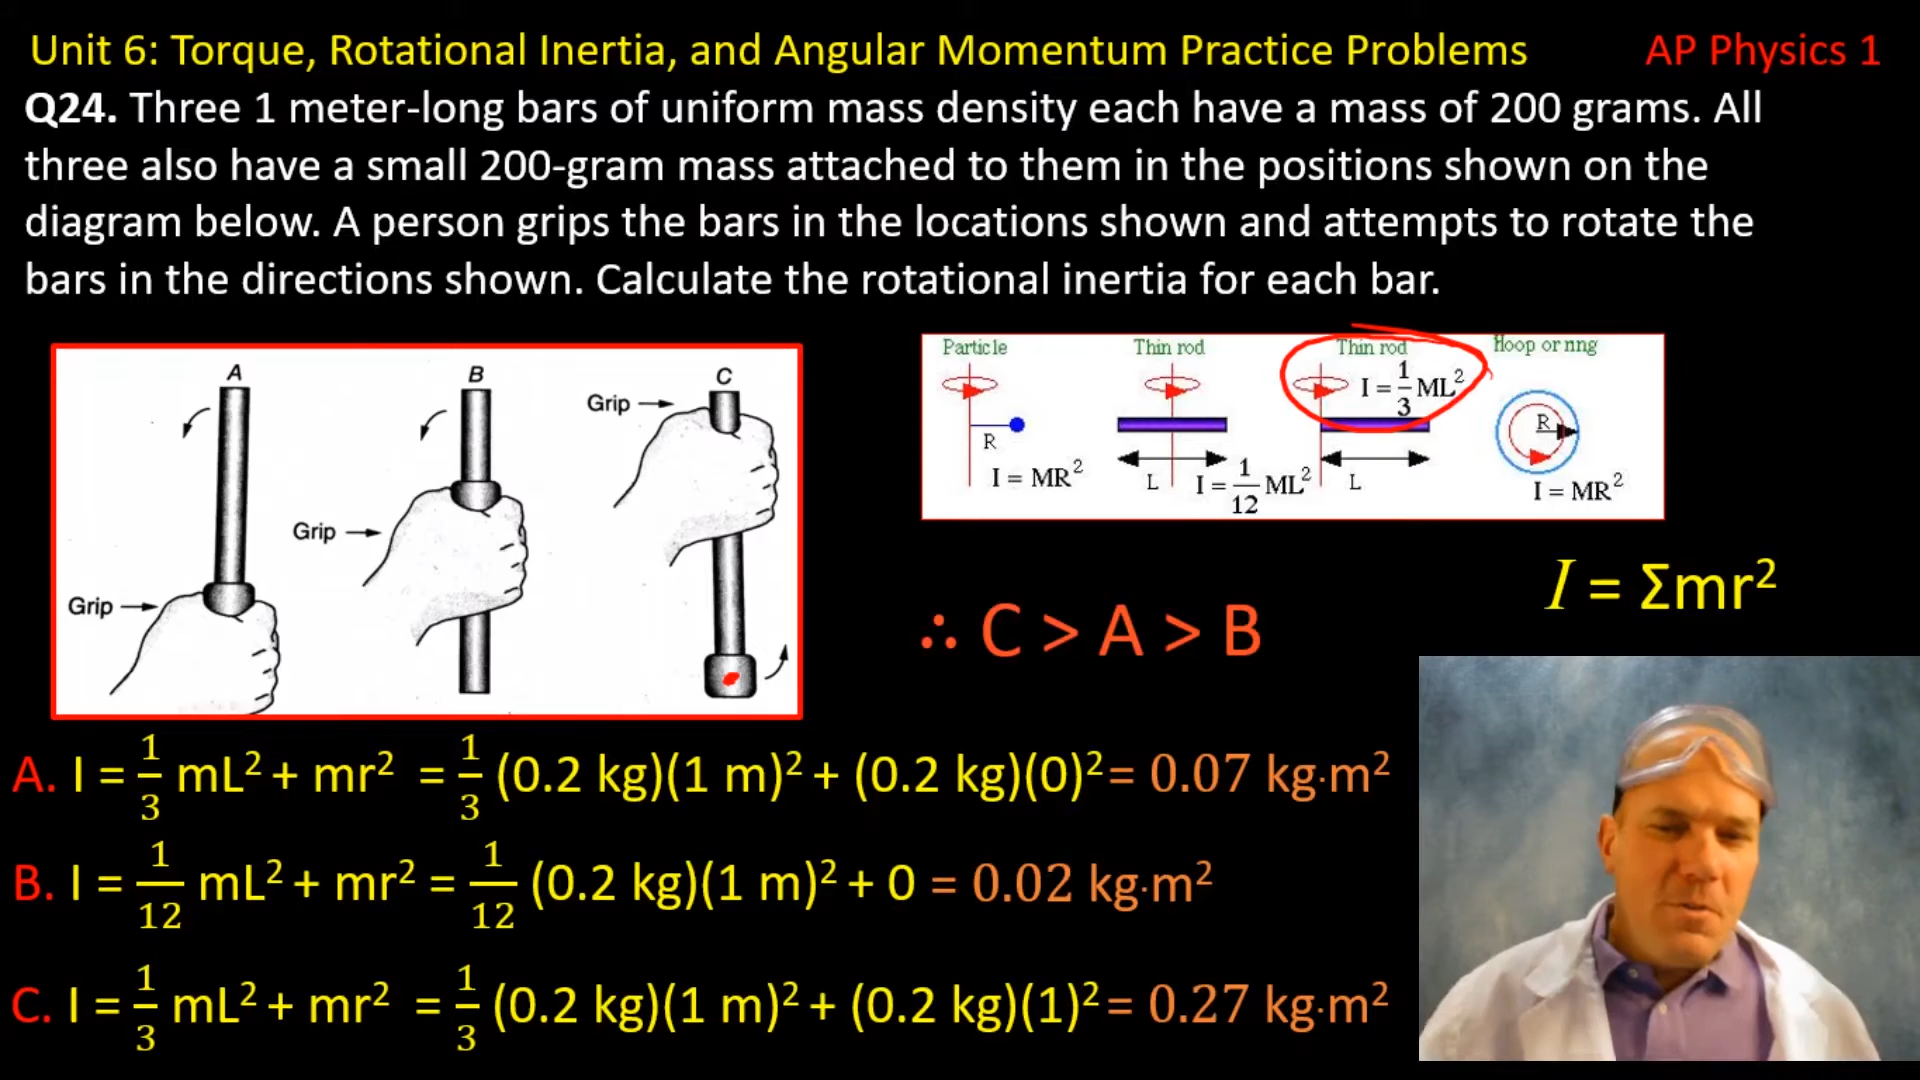 Unit 6: Torque, Rotational Inertia, and Angular Momentum Practice Problems AP Physics 1
Q24. Three 1 meter-long bars of uniform mass density each have a mass of 200 grams. All
three also have a small 200-gram mass attached to them in the positions shown on the
diagram below. A person grips the bars in the locations shown and attempts to rotate the
bars in the directions shown. Calculate the rotational inertia for each bar.
A
B
C
Grip
Grip
Grip
Particle
R
I = MR²
Thin rod
L
I = 1/12 ML²
Thin rod
I = 1/3 ML²
L
Hoop or ring
R
I = MR²
∴ C > A > B
I = Σmr²
A. I = 1/3 mL² + mr² = 1/3 (0.2 kg)(1 m)² + (0.2 kg)(0)² = 0.07 kg·m²
B. I = 1/12 mL² + mr² = 1/12 (0.2 kg)(1 m)² + 0 = 0.02 kg·m²
C. I = 1/3 mL² + mr² = 1/3 (0.2 kg)(1 m)² + (0.2 kg)(1)² = 0.27 kg·m²